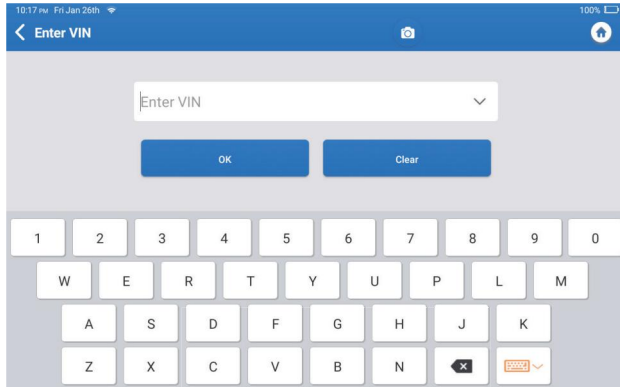 10:17 PM Fri Jan 26th 100%
Enter VIN
Enter VIN
OK Clear
1 2 3 4 5 6 7 8 9 0
W E R T Y U P L M
A S D F G H J K
Z X C V B N